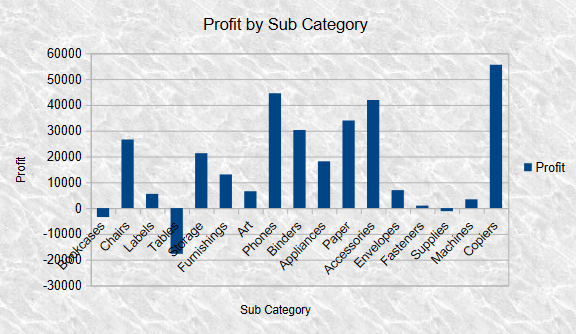 Profit by Sub Category
60000
50000
40000
30000
20000
10000
0
-10000
-20000
-30000
Profit
Bookcases
Chairs
Labels
Tables
Storage
Furnishings
Art
Phones
Binders
Appliances
Paper
Accessories
Envelopes
Fasteners
Supplies
Machines
Copiers
Sub Category
Profit